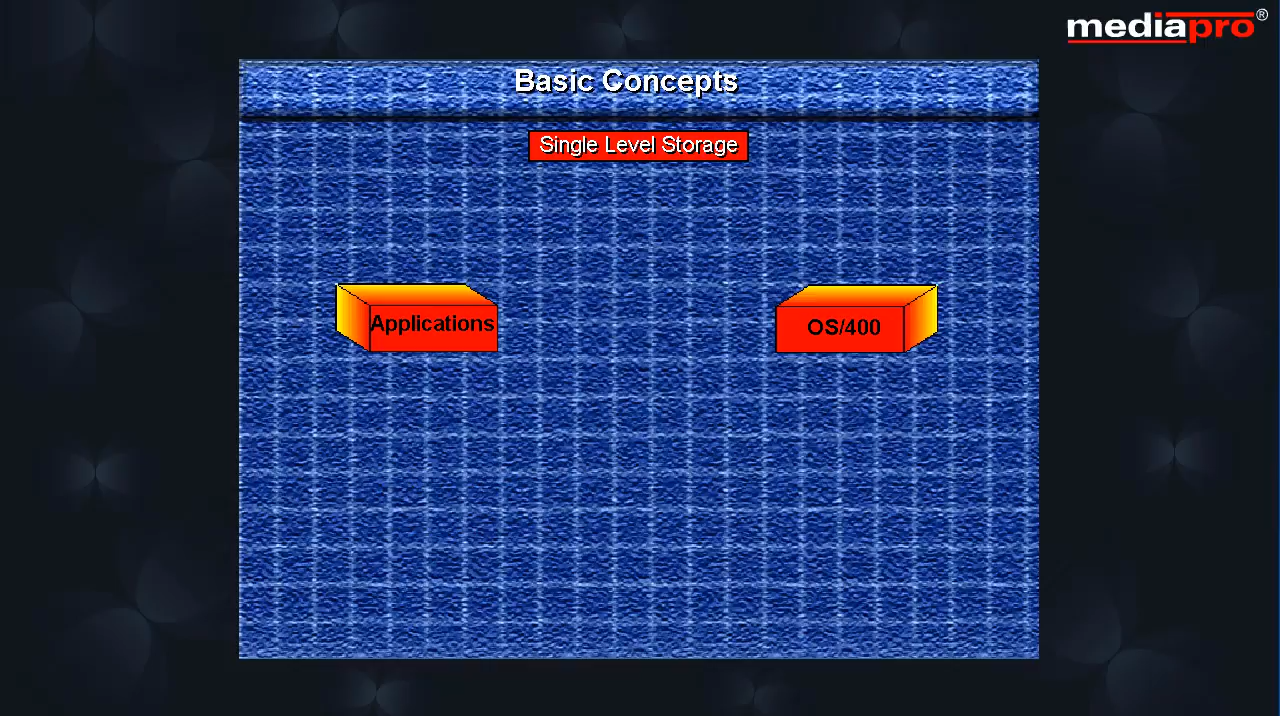 mediapro®
Basic Concepts
Single Level Storage
Applications
OS/400